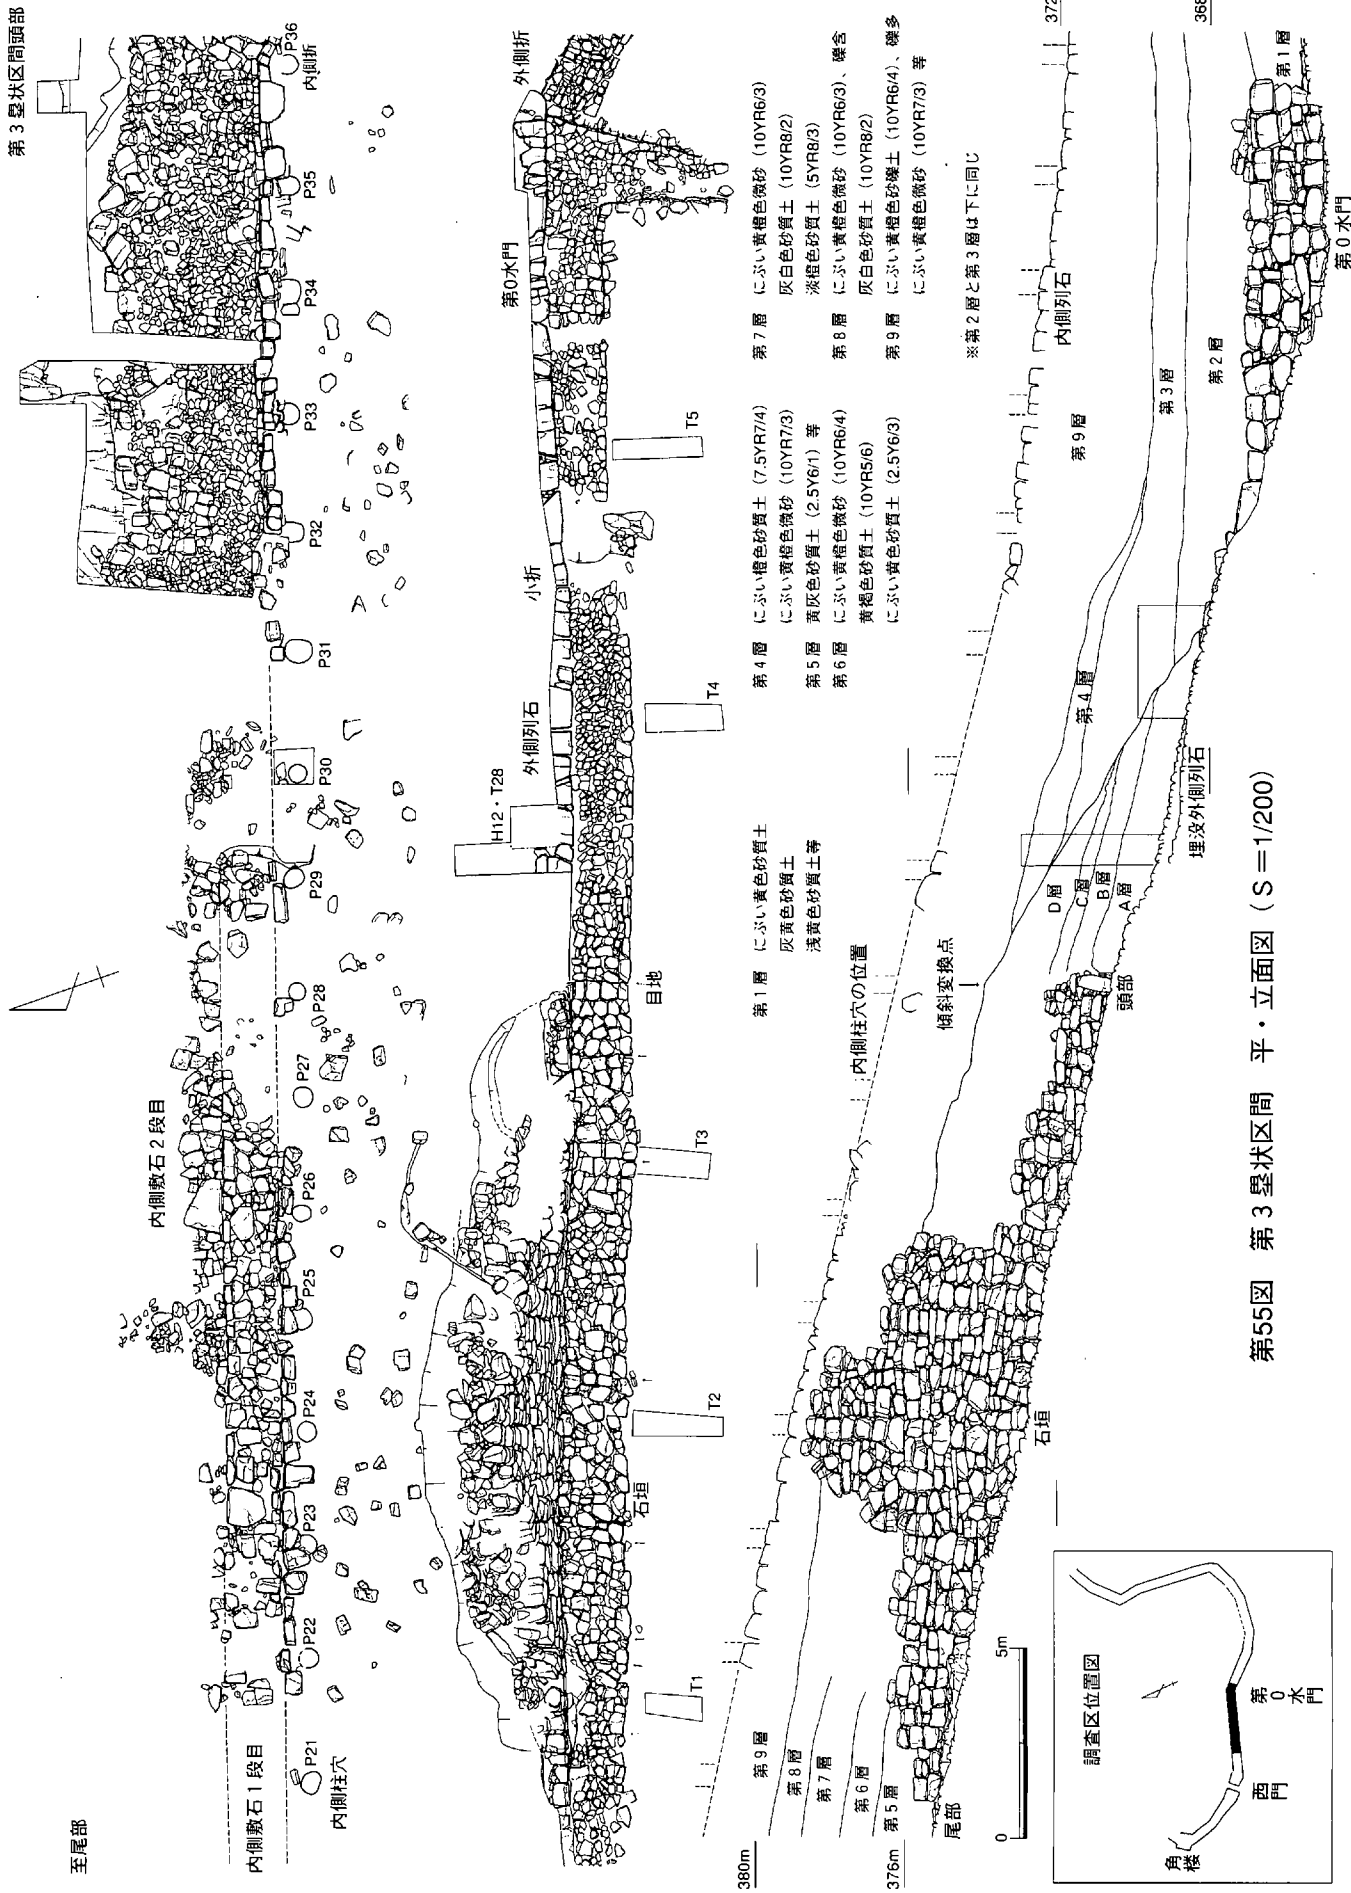 第３塁状区間頭部
至尾部
内側敷石２段目
内側敷石１段目
内側柱穴
P21
P22
P23
P24
P25
P26
P27
P28
P29
P30
P31
P32
P33
P34
P35
P36
内側折
石垣
目地
H12・T28
外側列石
小折
第0水門
外側折
T1
T2
T3
T4
T5
第１層 にぶい黄色砂質土
灰黄色砂質土
浅黄色砂質土等
第４層 にぶい橙色砂質土（7.5YR7/4）
にぶい黄橙色微砂（10YR7/3）
第５層 黄灰色砂質土（2.5Y6/1）等
第６層 にぶい黄橙色微砂（10YR6/4）
黄褐色砂質土（10YR5/6）
にぶい黄色砂質土（2.5Y6/3）
第７層 にぶい黄橙色微砂（10YR6/3）
灰白色砂質土（10YR8/2）
淡橙色砂質土（5YR8/3）
第８層 にぶい黄橙色微砂（10YR6/3）、礫含
灰白色砂質土（10YR8/2）
第９層 にぶい黄橙色砂礫土（10YR6/4）、礫多
にぶい黄橙色微砂（10YR7/3）等
※第２層と第３層は下に同じ
380m
376m
372
368
内側柱穴の位置
内側列石
傾斜変換点
第９層
第８層
第７層
第６層
第５層
尾部
石垣
頭部
D層
C層
B層
A層
埋没外側列石
第４層
第９層
第３層
第２層
第１層
第０水門
0
5m
調査区位置図
角楼
西門
第０水門
第55図 第３塁状区間 平・立面図（Ｓ＝1/200）